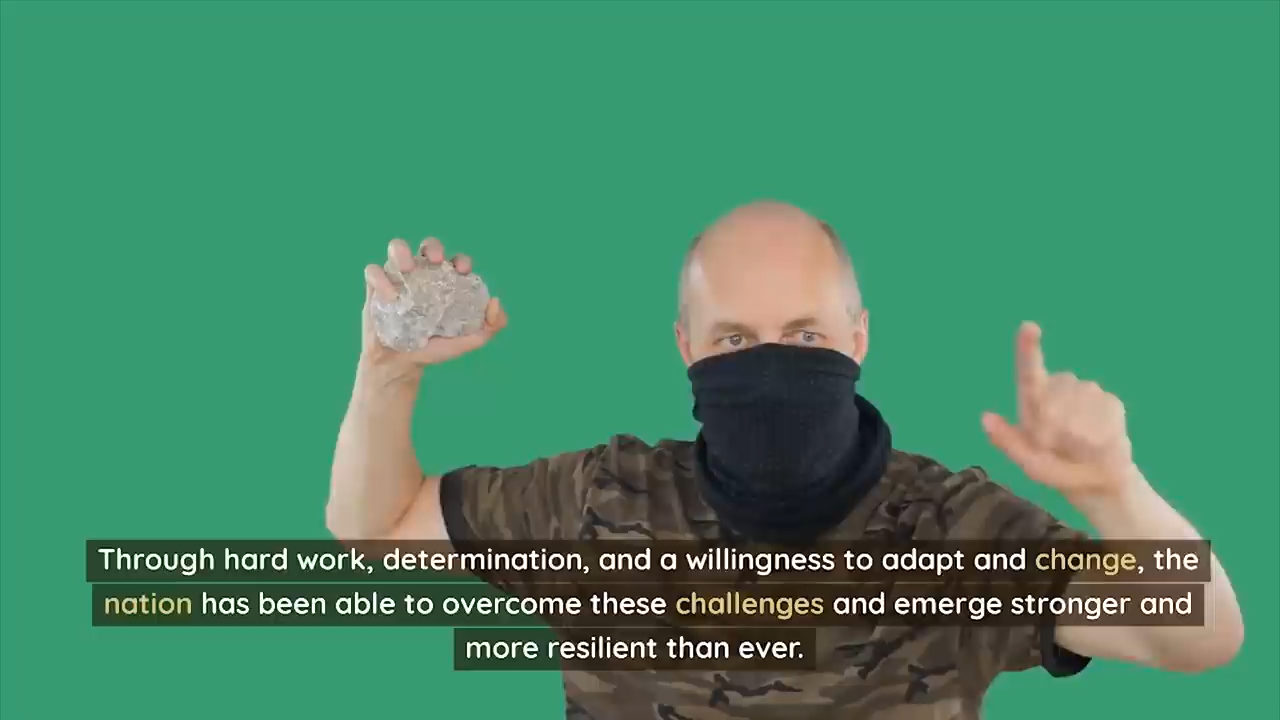 Through hard work, determination, and a willingness to adapt and change, the
nation has been able to overcome these challenges and emerge stronger and
more resilient than ever.